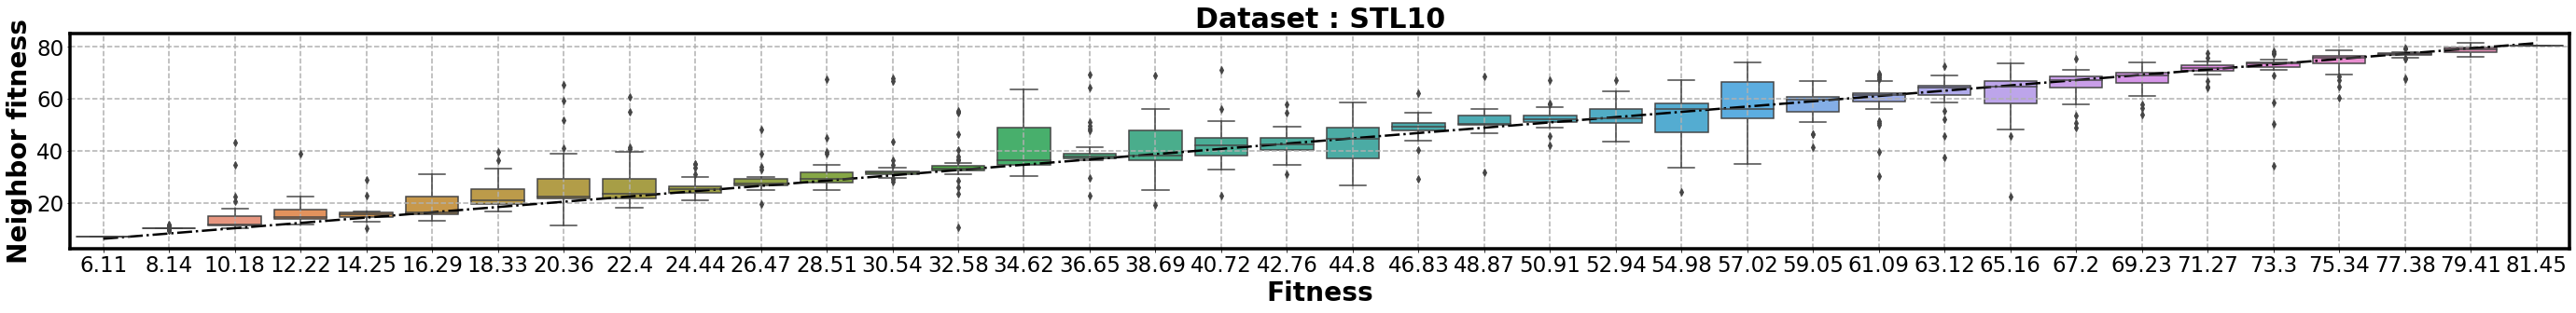 Dataset : STL10
Neighbor fitness
80
60
40
20
6.11 8.14 10.18 12.22 14.25 16.29 18.33 20.36 22.4 24.44 26.47 28.51 30.54 32.58 34.62 36.65 38.69 40.72 42.76 44.8 46.83 48.87 50.91 52.94 54.98 57.02 59.05 61.09 63.12 65.16 67.2 69.23 71.27 73.3 75.34 77.38 79.41 81.45
Fitness